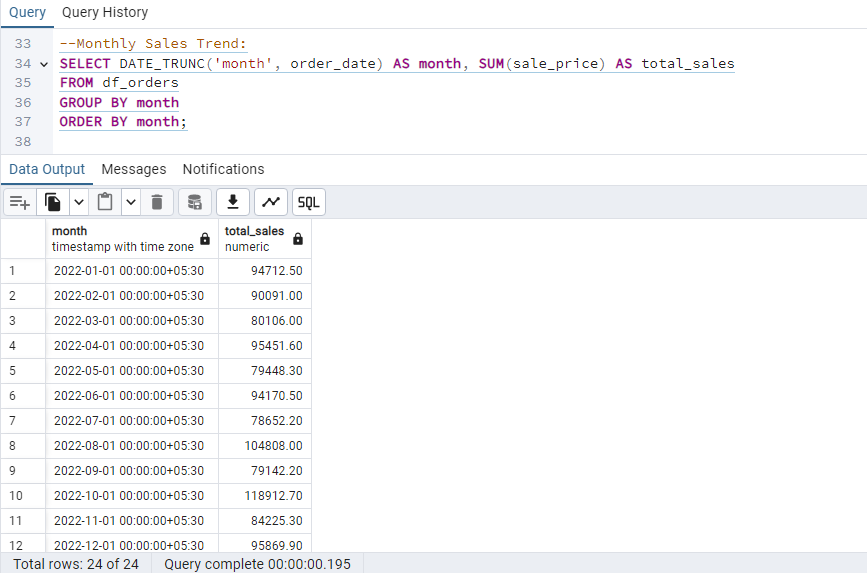 Query Query History
33 --Monthly Sales Trend:
34 SELECT DATE_TRUNC('month', order_date) AS month, SUM(sale_price) AS total_sales
35 FROM df_orders
36 GROUP BY month
37 ORDER BY month;
38
Data Output Messages Notifications
SQL
month total_sales
timestamp with time zone numeric
1 2022-01-01 00:00:00+05:30 94712.50
2 2022-02-01 00:00:00+05:30 90091.00
3 2022-03-01 00:00:00+05:30 80106.00
4 2022-04-01 00:00:00+05:30 95451.60
5 2022-05-01 00:00:00+05:30 79448.30
6 2022-06-01 00:00:00+05:30 94170.50
7 2022-07-01 00:00:00+05:30 78652.20
8 2022-08-01 00:00:00+05:30 104808.00
9 2022-09-01 00:00:00+05:30 79142.20
10 2022-10-01 00:00:00+05:30 118912.70
11 2022-11-01 00:00:00+05:30 84225.30
12 2022-12-01 00:00:00+05:30 95869.90
Total rows: 24 of 24 Query complete 00:00:00.195